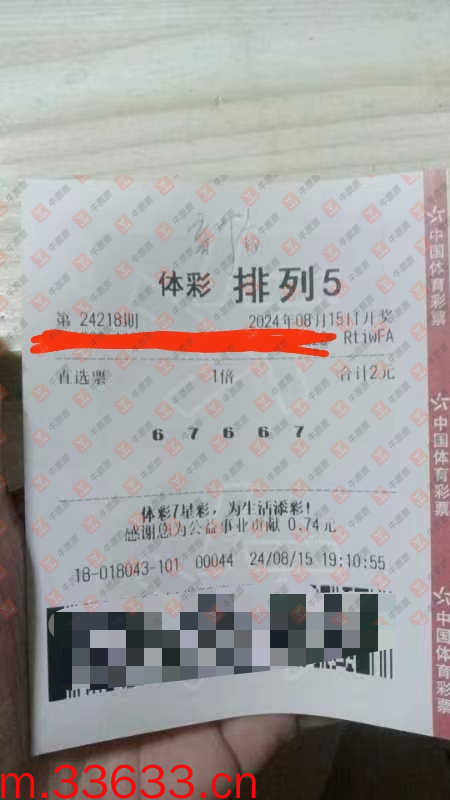 体彩 排列5
第 24218期 2024年08月15日开奖
RtiwFA
直选票 1倍 合计2元
6 7 6 6 7
体彩7星彩，为生活添彩！
感谢您为公益事业贡献 0.74元
18-018043-101 00044 24/08/15 19:10:55
中国体育彩票
中国体育彩票
中国体育彩票
m.33633.cn